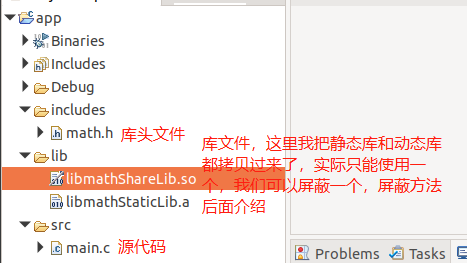 app
Binaries
Includes
Debug
includes
math.h 库头文件
lib
库文件，这里我把静态库和动态库
都拷贝过来了，实际只能使用一
个，我们可以屏蔽一个，屏蔽方法
后面介绍
libmathShareLib.so
libmathStaticLib.a
src
main.c 源代码
Problems Tasks